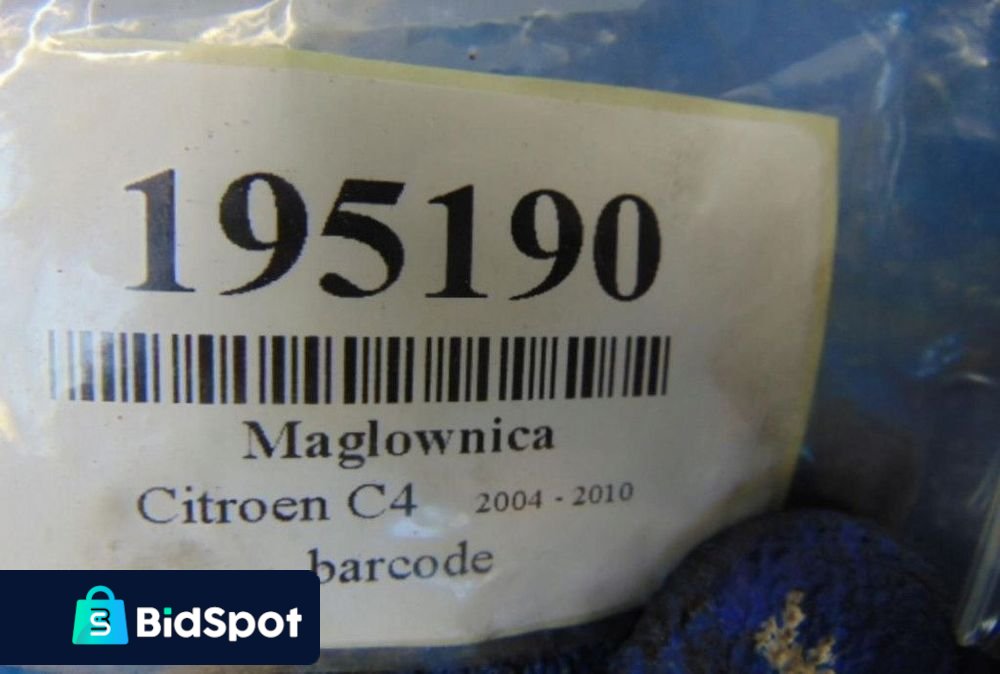 195190
Maglownica
Citroen C4 2004 - 2010
barcode
BidSpot